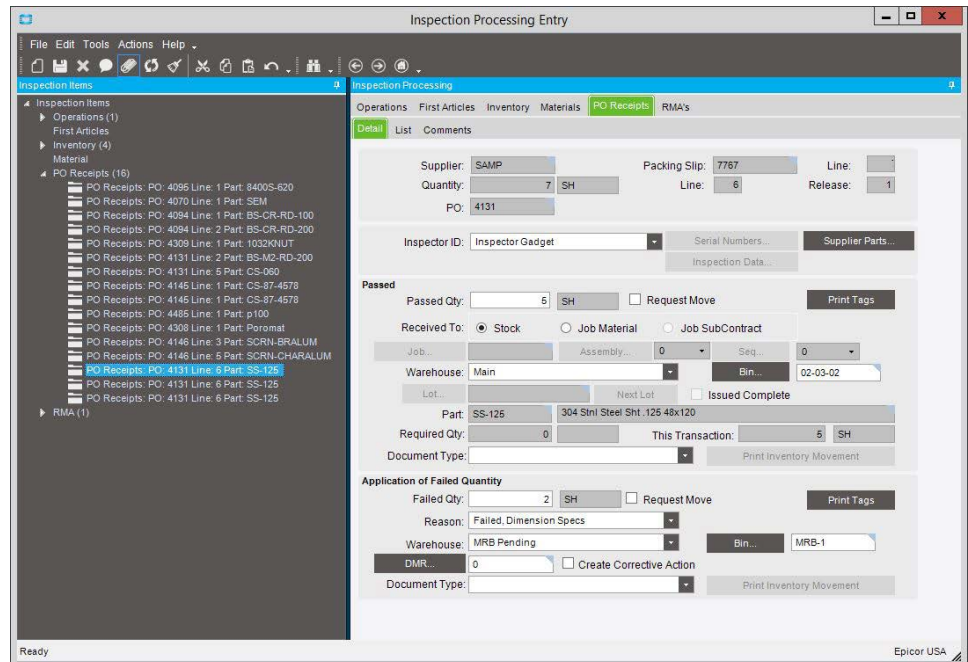 Inspection Processing Entry
File Edit Tools Actions Help
Inspection Items
Inspection Items
Operations (1)
First Articles
Inventory (4)
Material
PO Receipts (16)
PO Receipts: PO: 4095 Line: 1 Part: 8400S-620
PO Receipts: PO: 4070 Line: 1 Part: SEM
PO Receipts: PO: 4094 Line: 1 Part: BS-CR-RD-100
PO Receipts: PO: 4094 Line: 2 Part: BS-CR-RD-200
PO Receipts: PO: 4309 Line: 1 Part: 1032KNUT
PO Receipts: PO: 4131 Line: 2 Part: BS-M2-RD-200
PO Receipts: PO: 4131 Line: 5 Part: CS-060
PO Receipts: PO: 4145 Line: 1 Part: CS-87-4578
PO Receipts: PO: 4145 Line: 1 Part: CS-87-4578
PO Receipts: PO: 4485 Line: 1 Part: p100
PO Receipts: PO: 4308 Line: 1 Part: Poromat
PO Receipts: PO: 4146 Line: 3 Part: SCRN-BRALUM
PO Receipts: PO: 4146 Line: 5 Part: SCRN-CHARALUM
PO Receipts: PO: 4131 Line: 6 Part: SS-125
PO Receipts: PO: 4131 Line: 6 Part: SS-125
PO Receipts: PO: 4131 Line: 6 Part: SS-125
RMA (1)
Inspection Processing
Operations First Articles Inventory Materials PO Receipts RMA's
Detail List Comments
Supplier: SAMP Packing Slip: 7767 Line:
Quantity: 7 SH Line: 6 Release: 1
PO: 4131
Inspector ID: Inspector Gadget Serial Numbers... Supplier Parts...
Inspection Data...
Passed
Passed Qty: 5 SH Request Move Print Tags
Received To: Stock Job Material Job SubContract
Job... Assembly... 0 Seq... 0
Warehouse: Main Bin... 02-03-02
Lot... Next Lot Issued Complete
Part: SS-125 304 Stnl Steel Sht .125 48x120
Required Qty: 0 This Transaction: 5 SH
Document Type: Print Inventory Movement
Application of Failed Quantity
Failed Qty: 2 SH Request Move Print Tags
Reason: Failed, Dimension Specs
Warehouse: MRB Pending Bin... MRB-1
DMR... 0 Create Corrective Action
Document Type: Print Inventory Movement
Ready Epicor USA